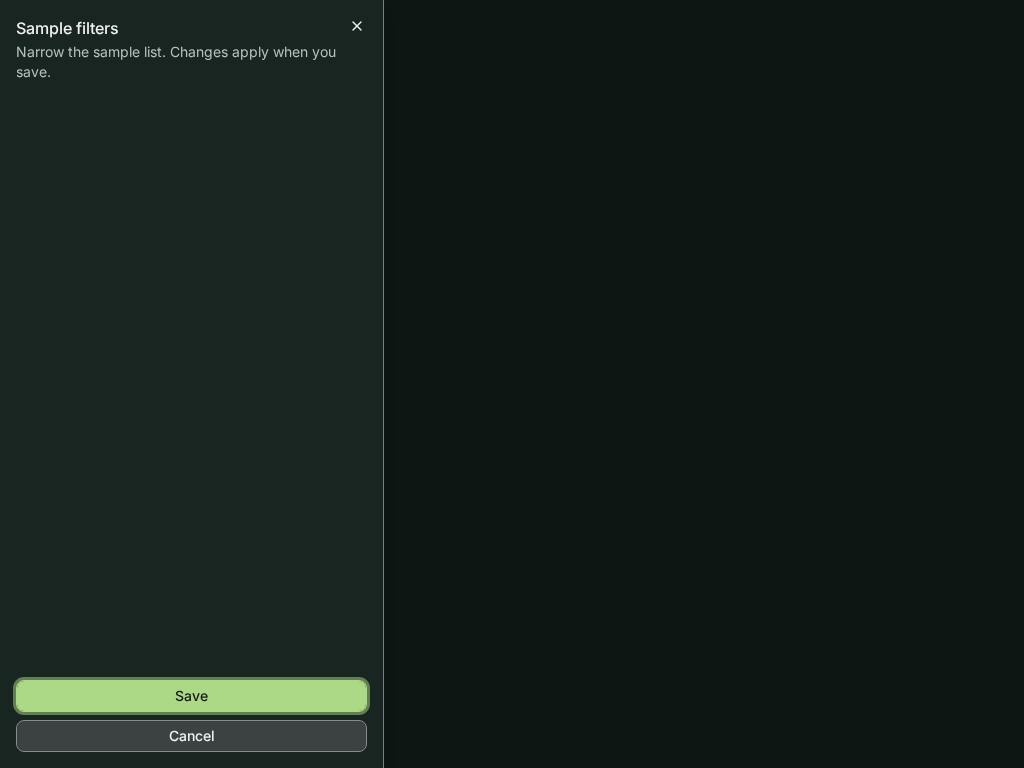 Sample filters
Narrow the sample list. Changes apply when you
save.
Save
Cancel